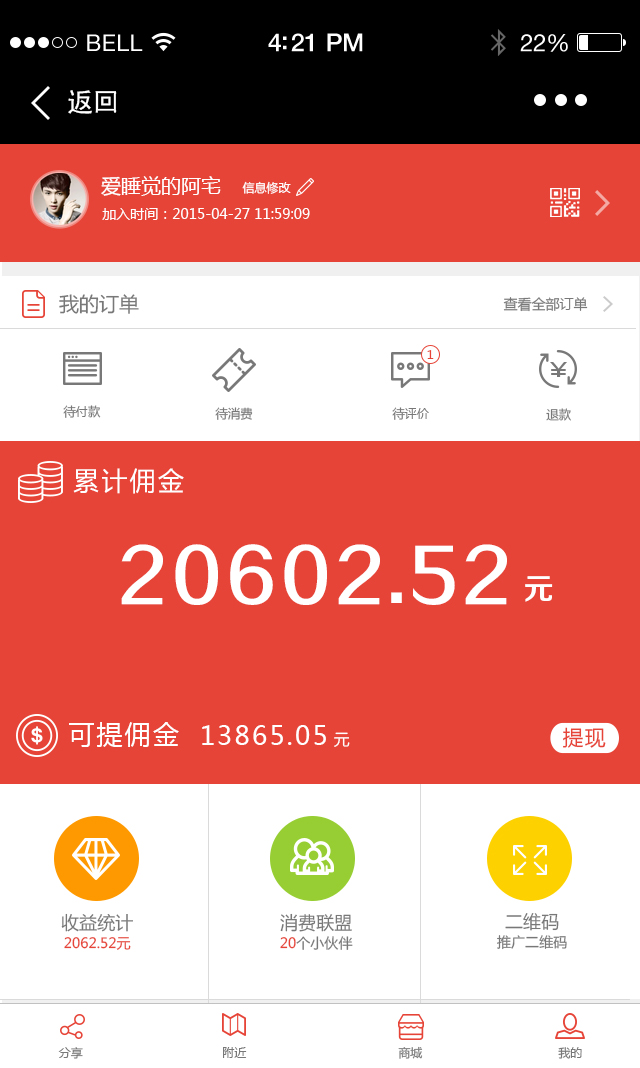 BELL 4:21 PM 22%
返回
爱睡觉的阿宅 信息修改
加入时间：2015-04-27 11:59:09
我的订单 查看全部订单
1
待付款 待消费 待评价 退款
累计佣金
20602.52 元
可提佣金 13865.05 元 提现
收益统计 消费联盟 二维码
2062.52元 20个小伙伴 推广二维码
分享 附近 商城 我的